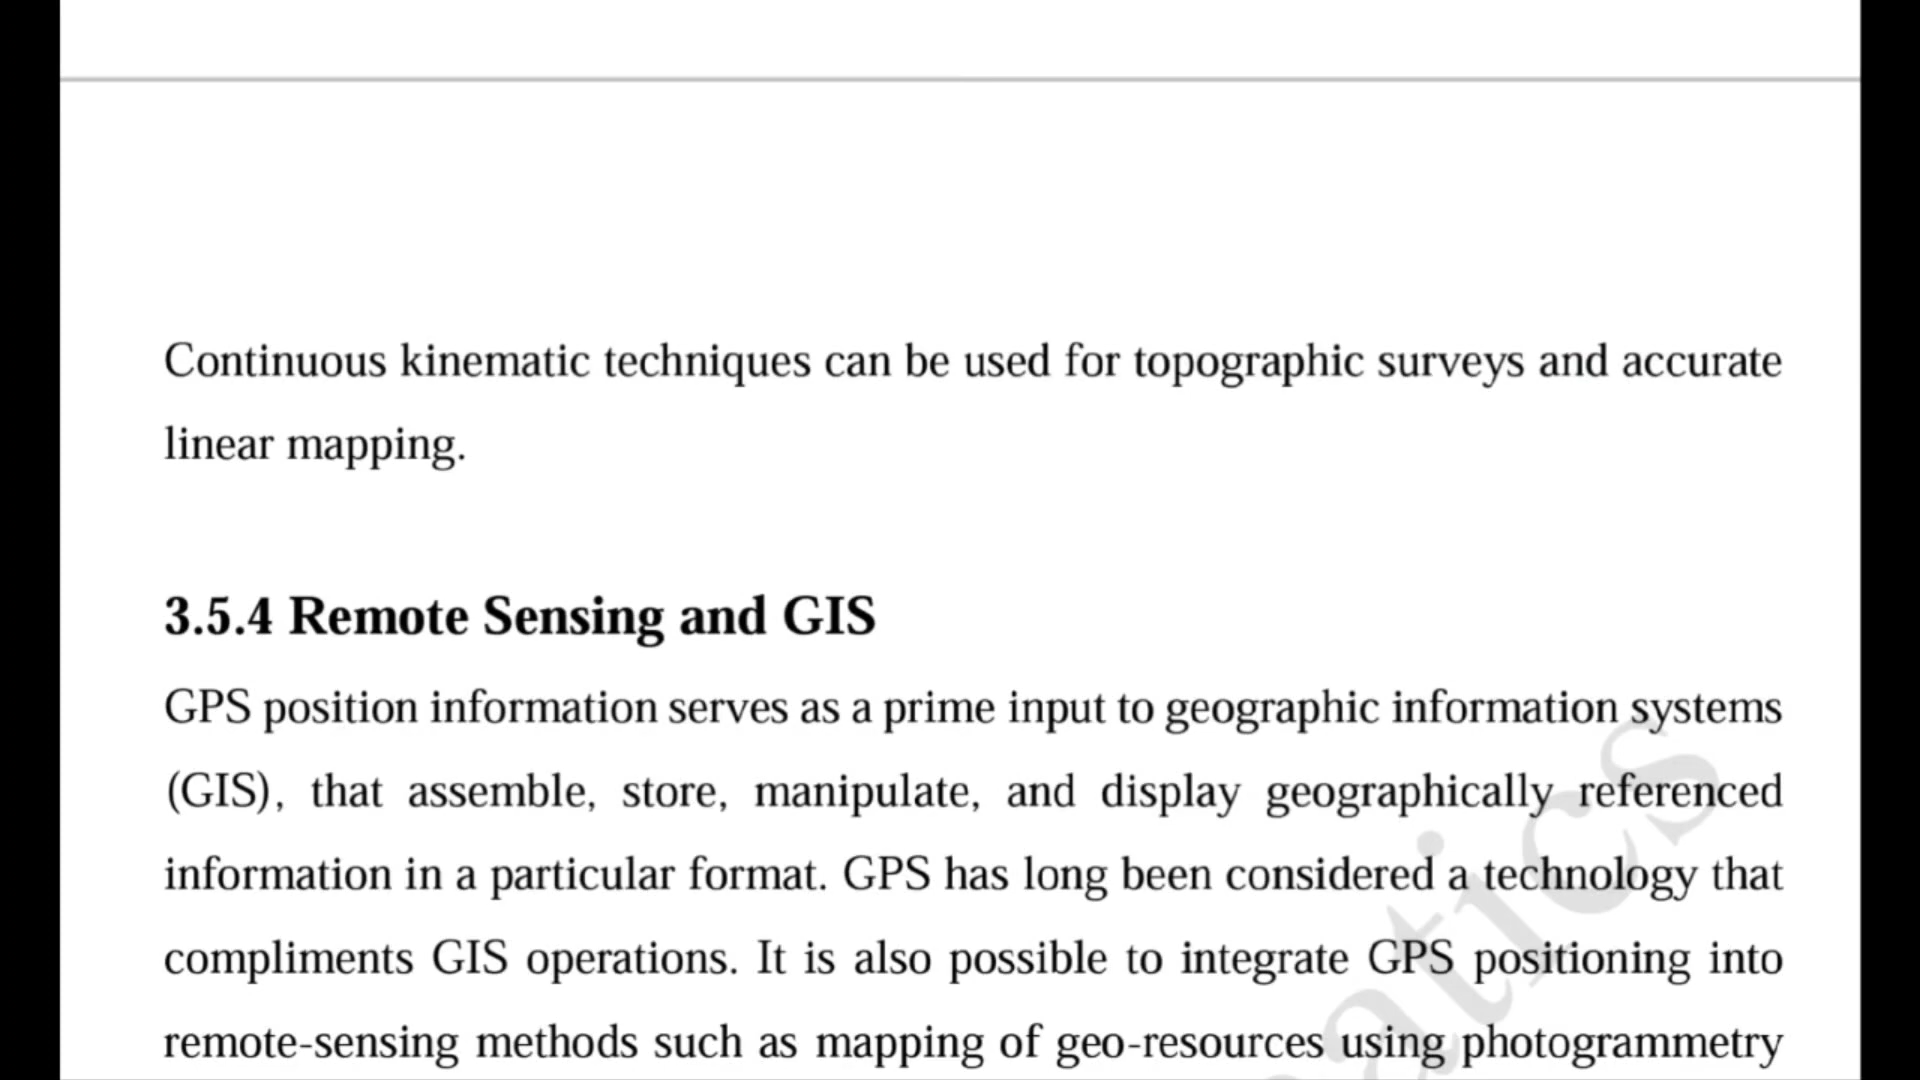 Continuous kinematic techniques can be used for topographic surveys and accurate
linear mapping.
3.5.4 Remote Sensing and GIS
GPS position information serves as a prime input to geographic information systems
(GIS), that assemble, store, manipulate, and display geographically referenced
information in a particular format. GPS has long been considered a technology that
compliments GIS operations. It is also possible to integrate GPS positioning into
remote-sensing methods such as mapping of geo-resources using photogrammetry
atics